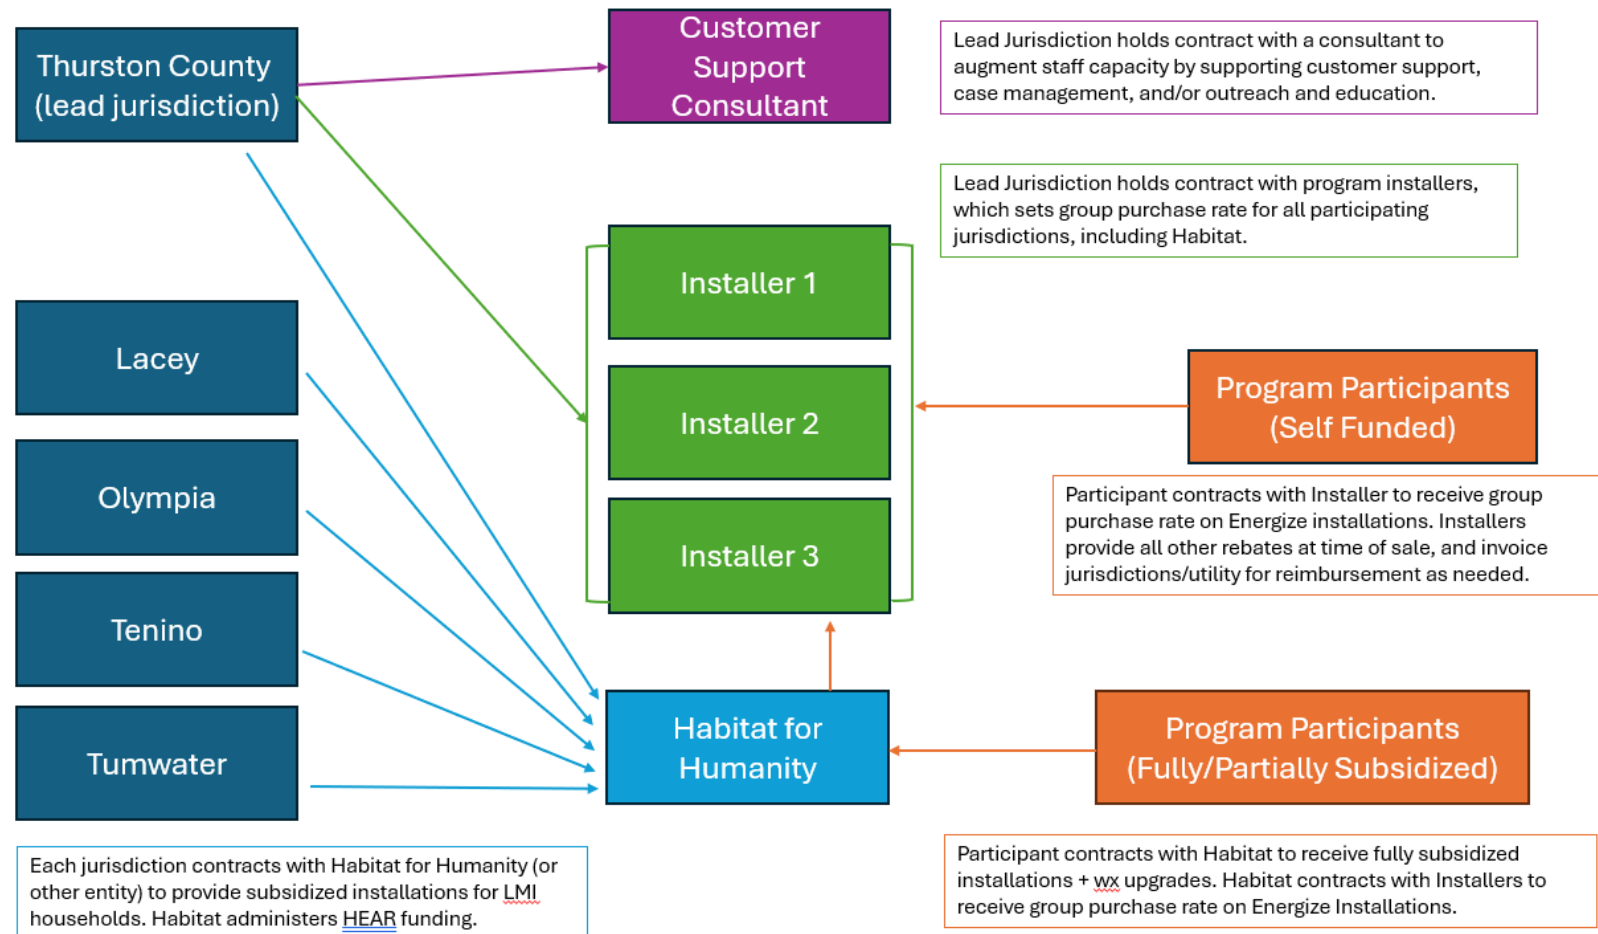 Thurston County
(lead jurisdiction)
Customer
Support
Consultant
Lead Jurisdiction holds contract with a consultant to
augment staff capacity by supporting customer support,
case management, and/or outreach and education.
Lead Jurisdiction holds contract with program installers,
which sets group purchase rate for all participating
jurisdictions, including Habitat.
Installer 1
Lacey
Installer 2
Program Participants
(Self Funded)
Olympia
Participant contracts with Installer to receive group
purchase rate on Energize installations. Installers
provide all other rebates at time of sale, and invoice
jurisdictions/utility for reimbursement as needed.
Installer 3
Tenino
Tumwater
Habitat for
Humanity
Program Participants
(Fully/Partially Subsidized)
Each jurisdiction contracts with Habitat for Humanity (or
other entity) to provide subsidized installations for LMI
households. Habitat administers HEAR funding.
Participant contracts with Habitat to receive fully subsidized
installations + wx upgrades. Habitat contracts with Installers to
receive group purchase rate on Energize Installations.